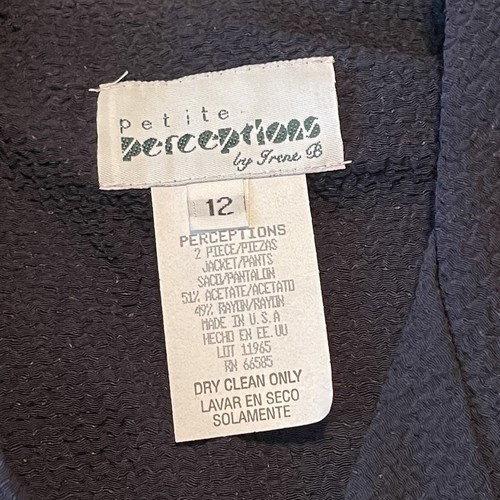 petite
perceptions
by Irene B
12
PERCEPTIONS
2 PIECE/PIEZAS
JACKET/PANTS
SACO/PANTALON
51% ACETATE/ACETATO
49% RAYON/RAYON
MADE IN U.S.A
HECHO EN EE.UU
LOT 11965
RN 66585
DRY CLEAN ONLY
LAVAR EN SECO
SOLAMENTE